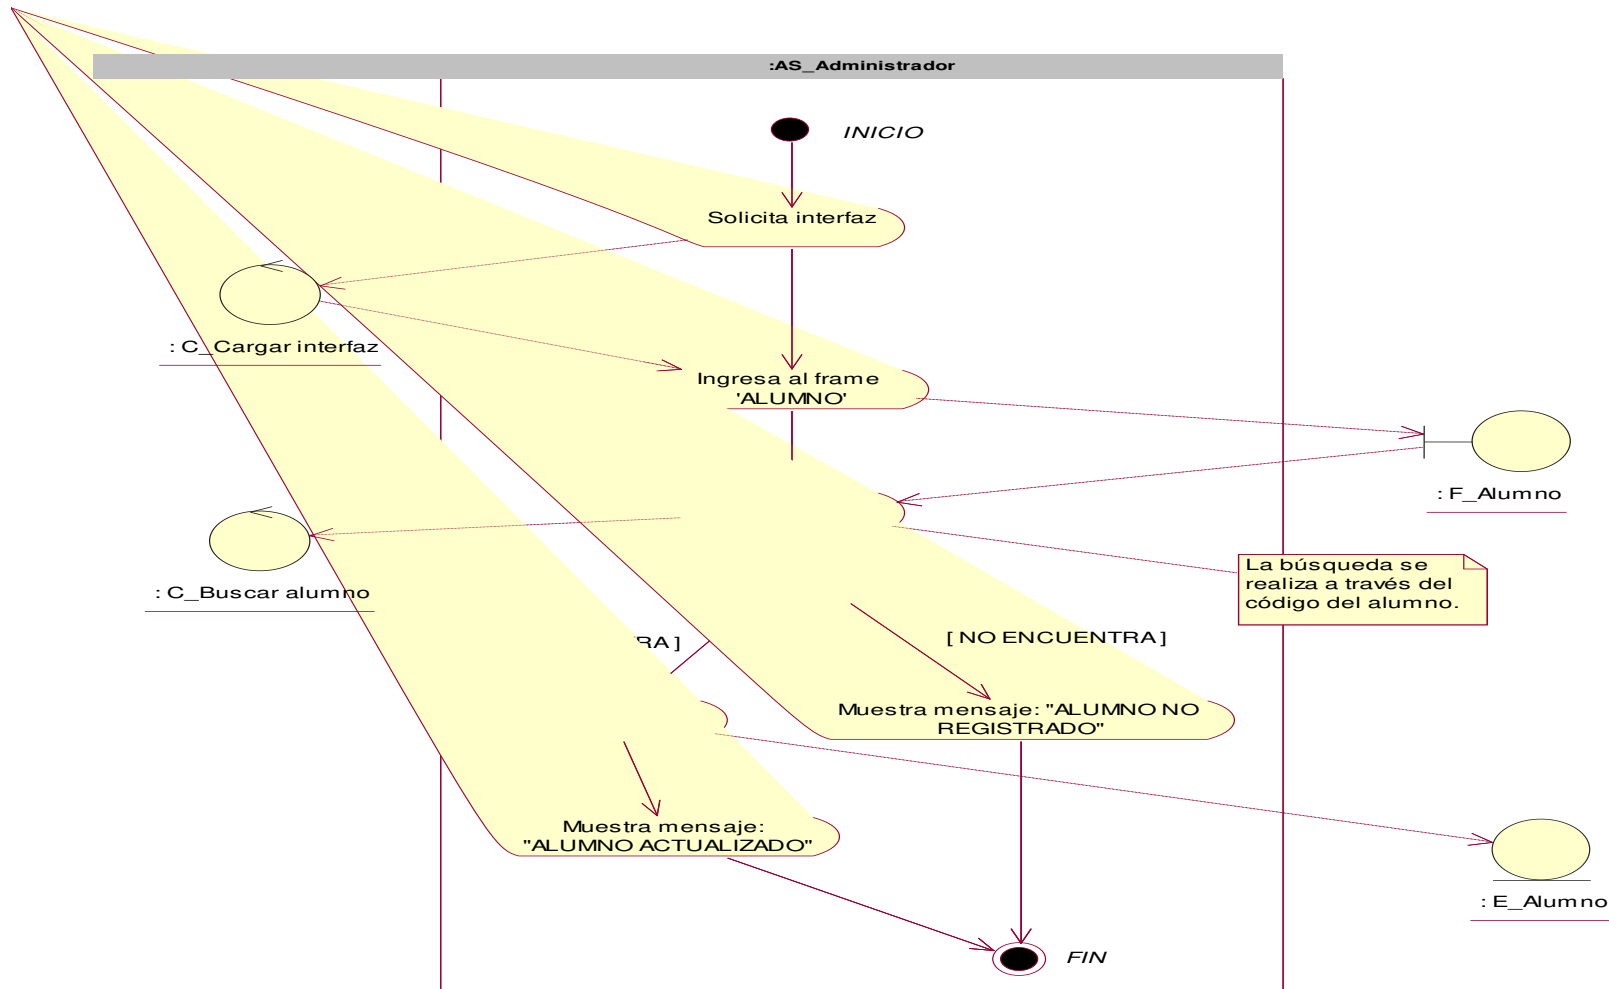 :AS_Administrador
INICIO
Solicita interfaz
: C_Cargar interfaz
Ingresa al frame
'ALUMNO'
: F_Alumno
: C_Buscar alumno
La búsqueda se
realiza a través del
código del alumno.
RA ]
[ NO ENCUENTRA ]
Muestra mensaje: "ALUMNO NO
REGISTRADO"
Muestra mensaje:
"ALUMNO ACTUALIZADO"
: E_Alumno
FIN